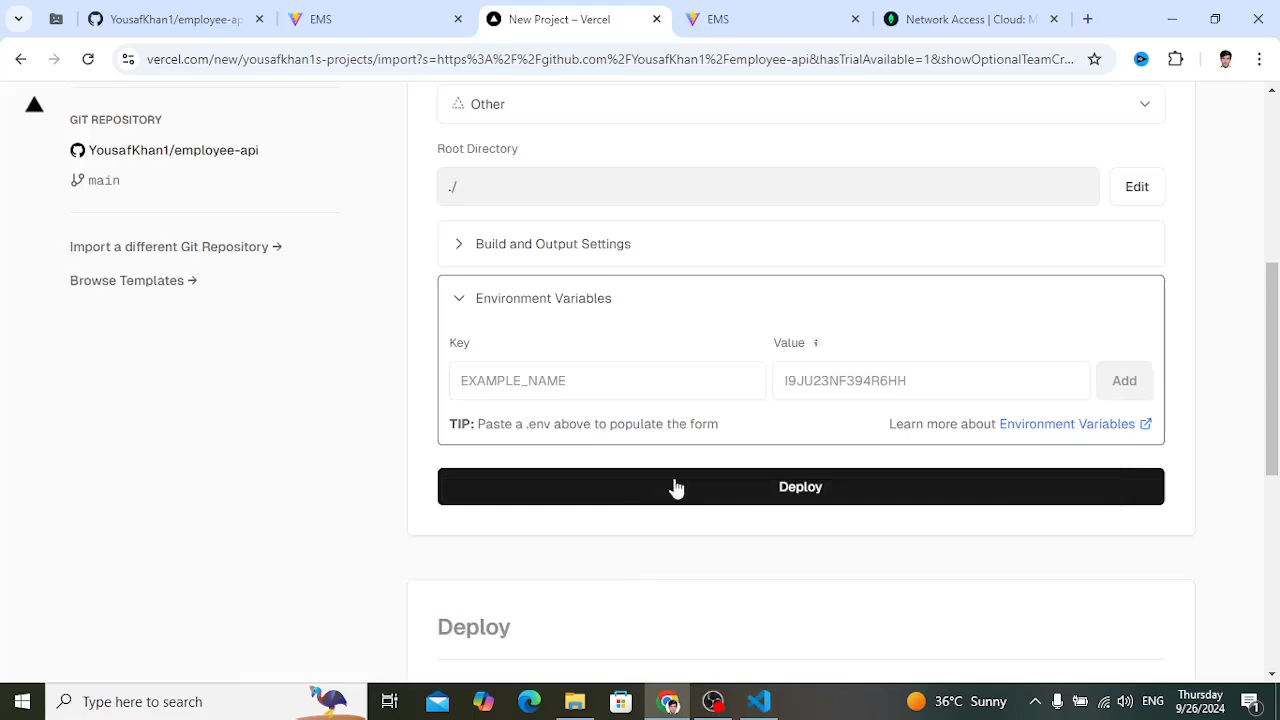 YousafKhan1/employee-ap
EMS
New Project – Vercel
EMS
Network Access | Cloud: M
vercel.com/new/yousafkhan1s-projects/import?s=https%3A%2F%2Fgithub.com%2FYousafKhan1%2Femployee-api&hasTrialAvailable=1&showOptionalTeamCr...
Other
GIT REPOSITORY
YousafKhan1/employee-api
main
Import a different Git Repository →
Browse Templates →
Root Directory
./
Edit
Build and Output Settings
Environment Variables
Key
Value
EXAMPLE_NAME
I9JU23NF394R6HH
Add
TIP: Paste a .env above to populate the form
Learn more about Environment Variables
Deploy
Deploy
Type here to search
36°C Sunny
ENG
Thursday
9/26/2024
1